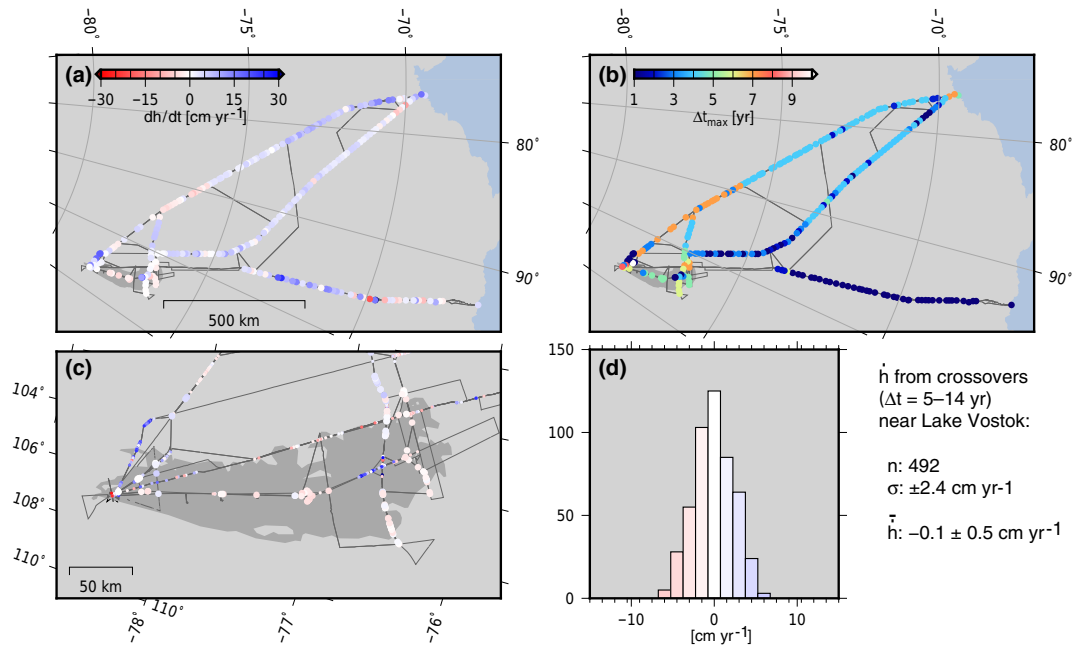 -80° -75° -70°
-80° -75° -70°
(a)
-30 -15 0 15 30
dh/dt [cm yr-1]
80°
90°
500 km
(b)
1 3 5 7 9
Δtmax [yr]
80°
90°
(c)
104°
106°
108°
110°
50 km
-78° 110° -77° -76°
(d)
150
100
50
0
-10 0 10
[cm yr-1]
ḣ from crossovers
(Δt = 5–14 yr)
near Lake Vostok:
n: 492
σ: ±2.4 cm yr-1
ḣ̄: −0.1 ± 0.5 cm yr-1